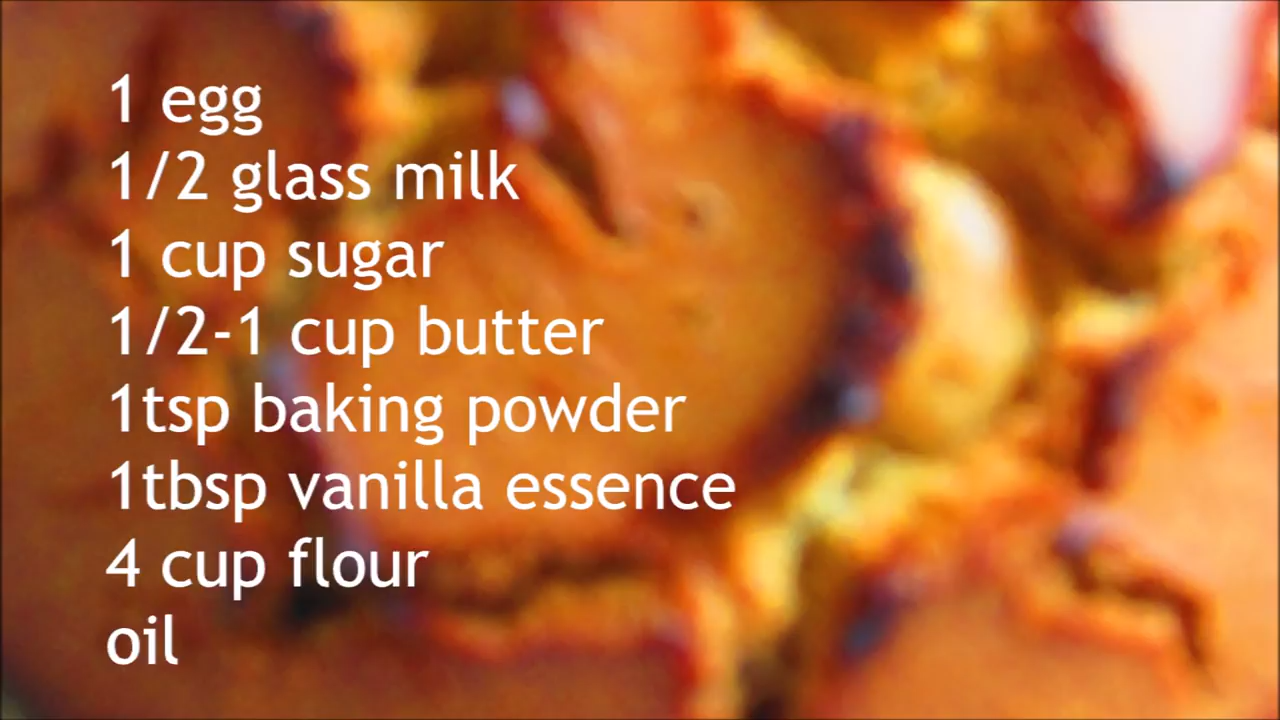 1 egg
1/2 glass milk
1 cup sugar
1/2-1 cup butter
1tsp baking powder
1tbsp vanilla essence
4 cup flour
oil